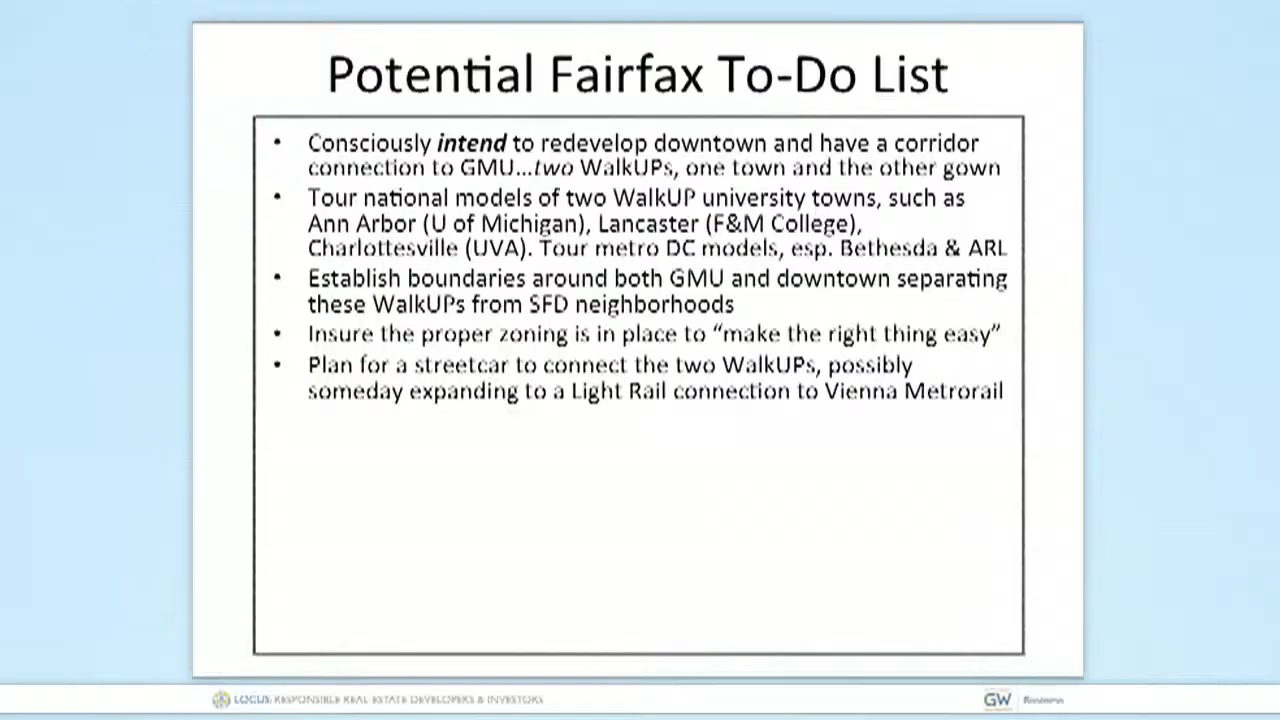 Potential Fairfax To-Do List
• Consciously intend to redevelop downtown and have a corridor
connection to GMU...two WalkUPs, one town and the other gown
• Tour national models of two WalkUP university towns, such as
Ann Arbor (U of Michigan), Lancaster (F&M College),
Charlottesville (UVA). Tour metro DC models, esp. Bethesda & ARL
• Establish boundaries around both GMU and downtown separating
these WalkUPs from SFD neighborhoods
• Insure the proper zoning is in place to “make the right thing easy”
• Plan for a streetcar to connect the two WalkUPs, possibly
someday expanding to a Light Rail connection to Vienna Metrorail
LOCUS: RESPONSIBLE REAL ESTATE DEVELOPERS & INVESTORS
GW